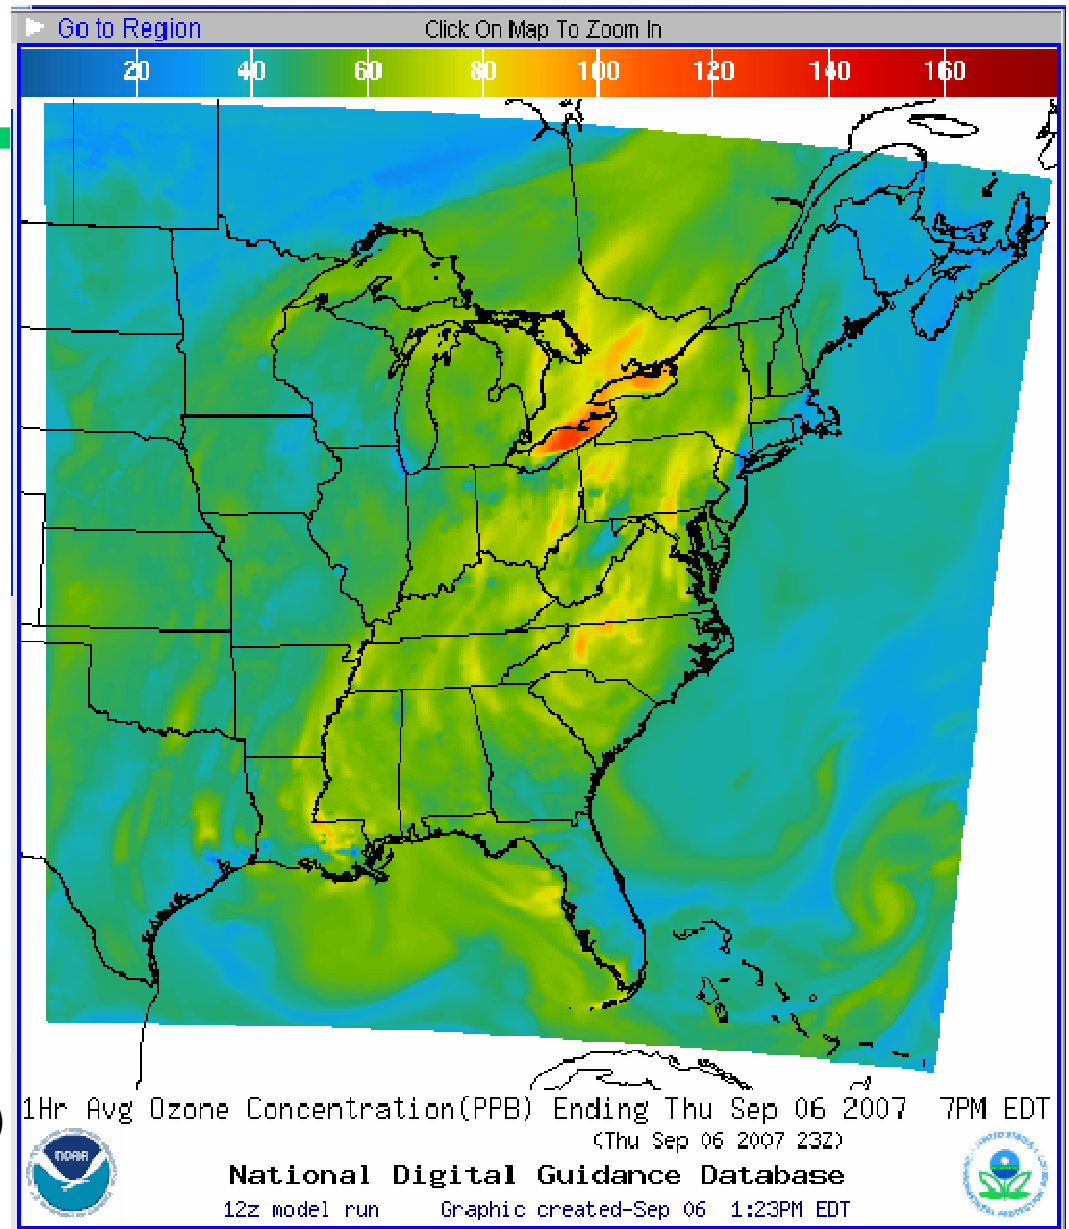 Go to Region
Click On Map To Zoom In
20 40 60 80 100 120 140 160
1Hr Avg Ozone Concentration(PPB) Ending Thu Sep 06 2007 7PM EDT
(Thu Sep 06 2007 23Z)
NOAA
National Digital Guidance Database
12z model run Graphic created-Sep 06 1:23PM EDT